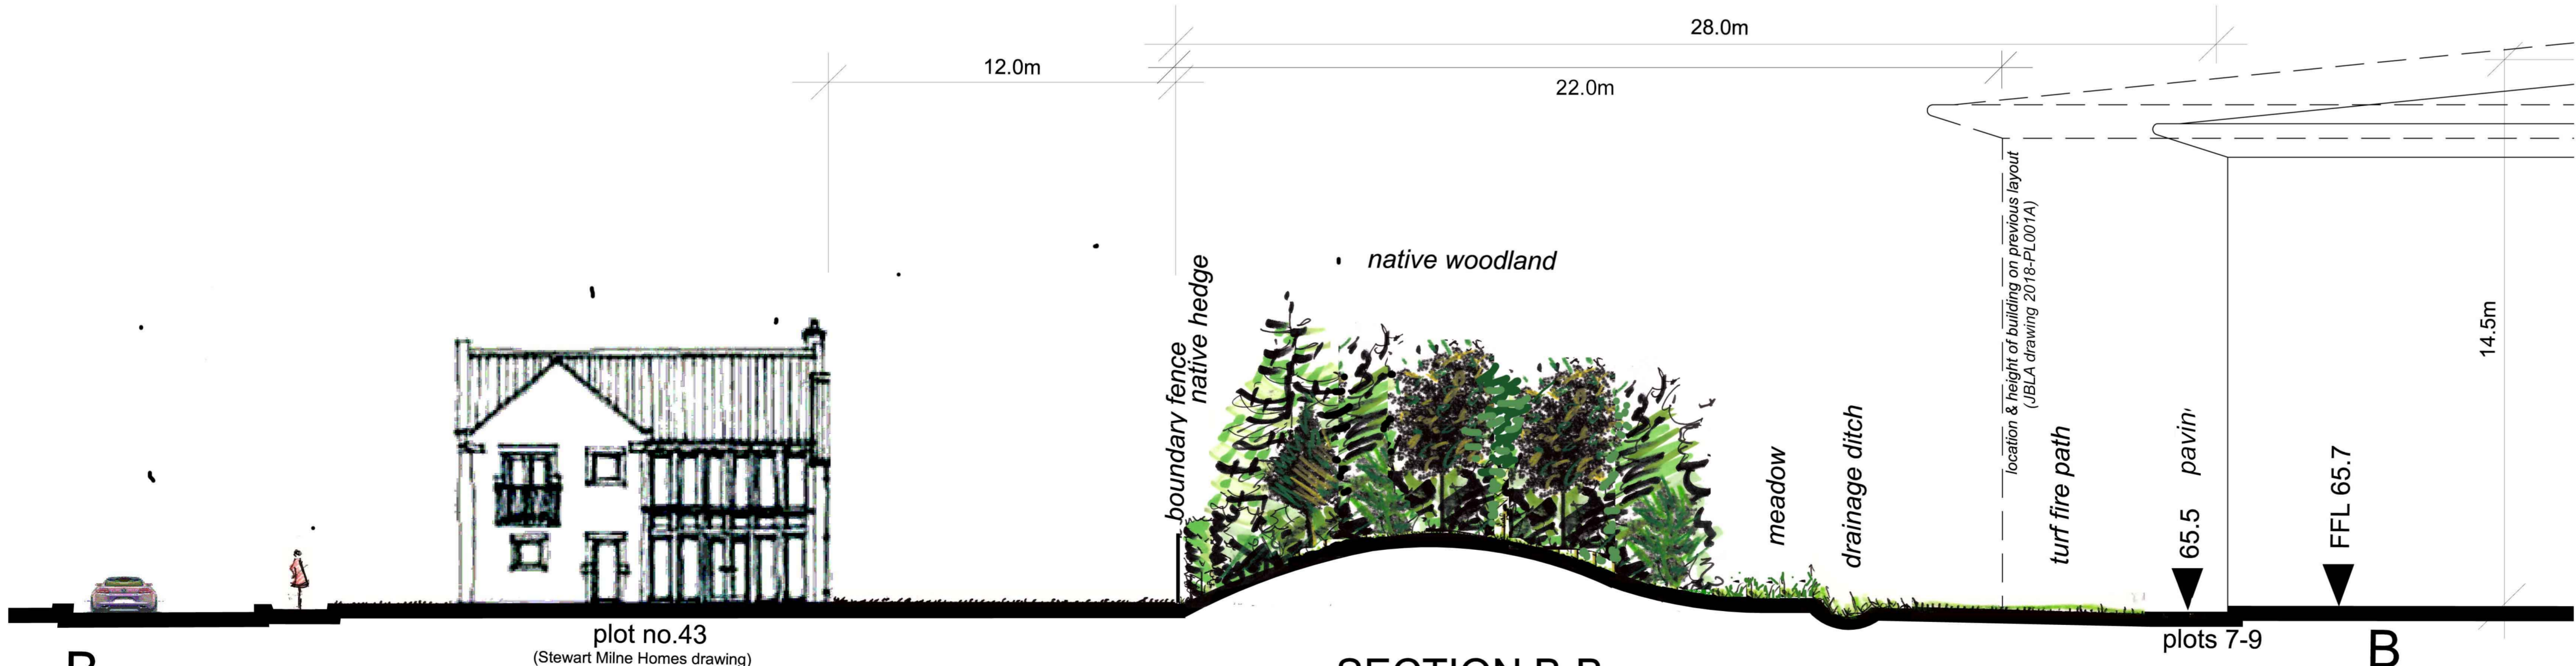 28.0m
12.0m
22.0m
native woodland
boundary fence
native hedge
meadow
drainage ditch
location & height of building on previous layout
(JBLA drawing 2018-PL001A)
turf fire path
65.5
pavin
FFL 65.7
14.5m
plot no.43
(Stewart Milne Homes drawing)
plots 7-9
B
B
SECTION B-B